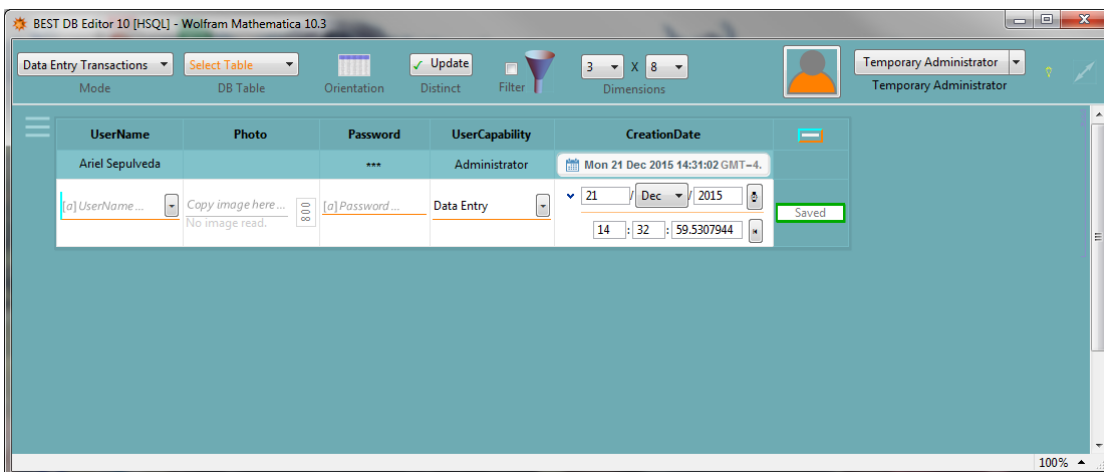 BEST DB Editor 10 [HSQL] - Wolfram Mathematica 10.3
Data Entry Transactions Select Table Update 3 X 8 Temporary Administrator
Mode DB Table Orientation Distinct Filter Dimensions Temporary Administrator
UserName Photo Password UserCapability CreationDate
Ariel Sepulveda *** Administrator Mon 21 Dec 2015 14:31:02 GMT-4.
[a] UserName... Copy image here... [a] Password... Data Entry 21 / Dec / 2015
No image read. Saved
14 : 32 : 59.5307944
100%